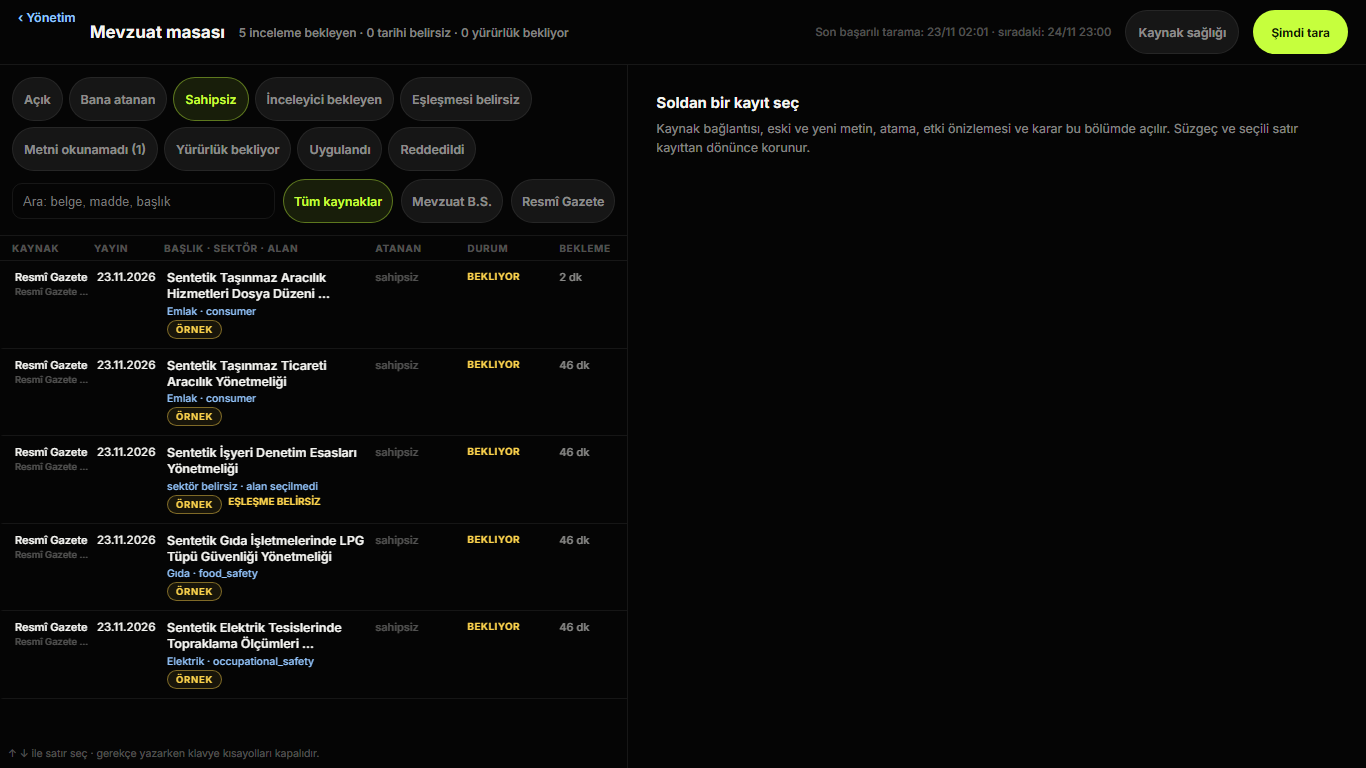 ‹ Yönetim
Mevzuat masası
5 inceleme bekleyen · 0 tarihi belirsiz · 0 yürürlük bekliyor
Son başarılı tarama: 23/11 02:01 · sıradaki: 24/11 23:00
Kaynak sağlığı
Şimdi tara
Açık
Bana atanan
Sahipsiz
İnceleyici bekleyen
Eşleşmesi belirsiz
Metni okunamadı (1)
Yürürlük bekliyor
Uygulandı
Reddedildi
Ara: belge, madde, başlık
Tüm kaynaklar
Mevzuat B.S.
Resmî Gazete
KAYNAK
YAYIN
BAŞLIK · SEKTÖR · ALAN
ATANAN
DURUM
BEKLEME
Resmî Gazete
Resmî Gazete ...
23.11.2026
Sentetik Taşınmaz Aracılık
Hizmetleri Dosya Düzeni ...
Emlak · consumer
ÖRNEK
sahipsiz
BEKLIYOR
2 dk
Resmî Gazete
Resmî Gazete ...
23.11.2026
Sentetik Taşınmaz Ticareti
Aracılık Yönetmeliği
Emlak · consumer
ÖRNEK
sahipsiz
BEKLIYOR
46 dk
Resmî Gazete
Resmî Gazete ...
23.11.2026
Sentetik İşyeri Denetim Esasları
Yönetmeliği
sektör belirsiz · alan seçilmedi
ÖRNEK
EŞLEŞME BELİRSİZ
sahipsiz
BEKLIYOR
46 dk
Resmî Gazete
Resmî Gazete ...
23.11.2026
Sentetik Gıda İşletmelerinde LPG
Tüpü Güvenliği Yönetmeliği
Gıda · food_safety
ÖRNEK
sahipsiz
BEKLIYOR
46 dk
Resmî Gazete
Resmî Gazete ...
23.11.2026
Sentetik Elektrik Tesislerinde
Topraklama Ölçümleri ...
Elektrik · occupational_safety
ÖRNEK
sahipsiz
BEKLIYOR
46 dk
↑ ↓ ile satır seç · gerekçe yazarken klavye kısayolları kapalıdır.
Soldan bir kayıt seç
Kaynak bağlantısı, eski ve yeni metin, atama, etki önizlemesi ve karar bu bölümde açılır. Süzgeç ve seçili satır
kayıttan dönünce korunur.